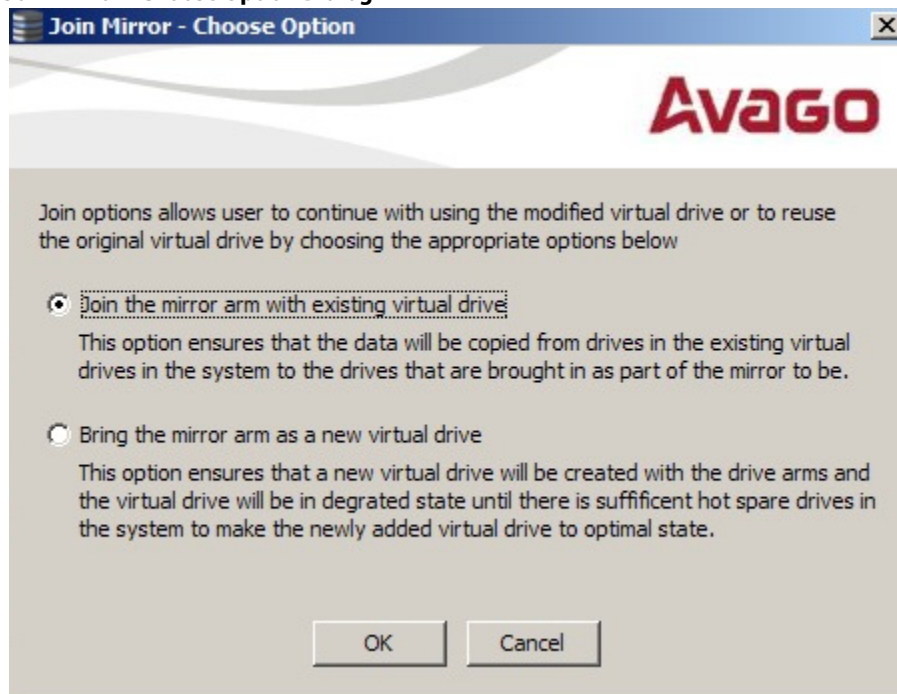 Join Mirror - Choose Option
Avago
Join options allows user to continue with using the modified virtual drive or to reuse
the original virtual drive by choosing the appropriate options below
Join the mirror arm with existing virtual drive
This option ensures that the data will be copied from drives in the existing virtual
drives in the system to the drives that are brought in as part of the mirror to be.
Bring the mirror arm as a new virtual drive
This option ensures that a new virtual drive will be created with the drive arms and
the virtual drive will be in degrated state until there is suffificent hot spare drives in
the system to make the newly added virtual drive to optimal state.
OK
Cancel